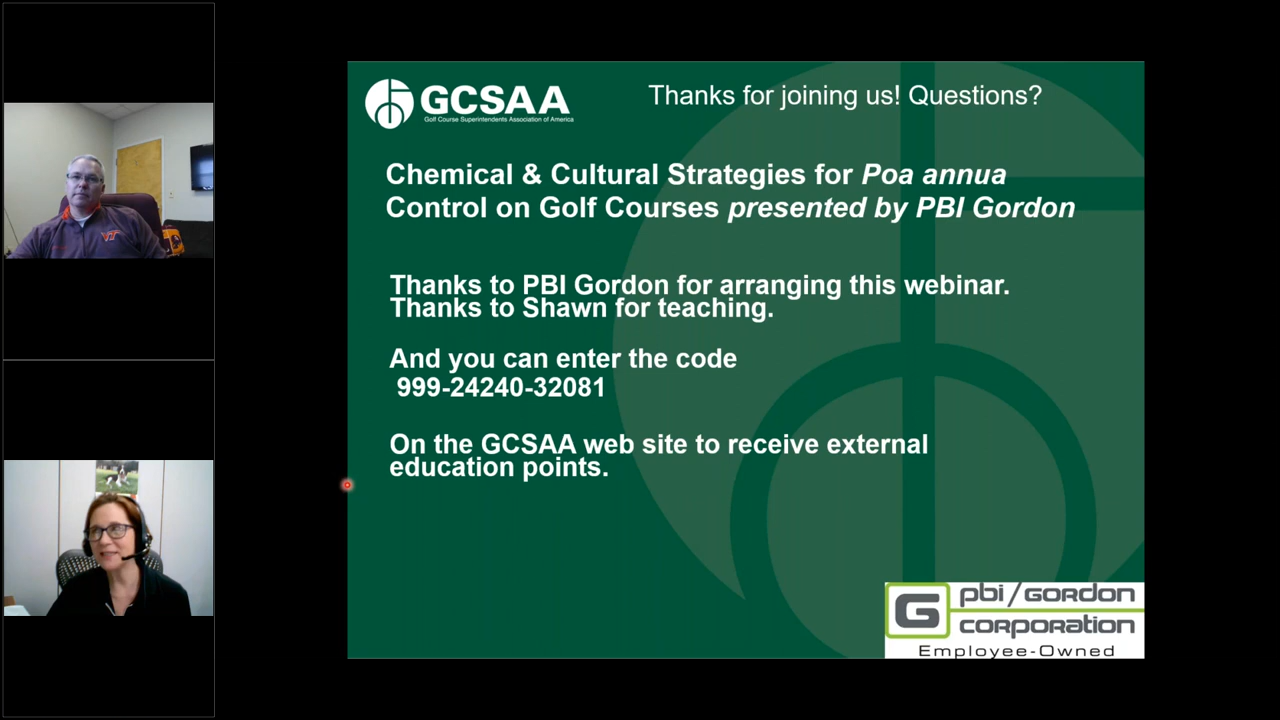 GCSAA
Golf Course Superintendents Association of America
Thanks for joining us! Questions?
Chemical & Cultural Strategies for Poa annua
Control on Golf Courses presented by PBI Gordon
Thanks to PBI Gordon for arranging this webinar.
Thanks to Shawn for teaching.
And you can enter the code
999-24240-32081
On the GCSAA web site to receive external
education points.
G
pbi/GORDON
CORPORATION
Employee-Owned
VT